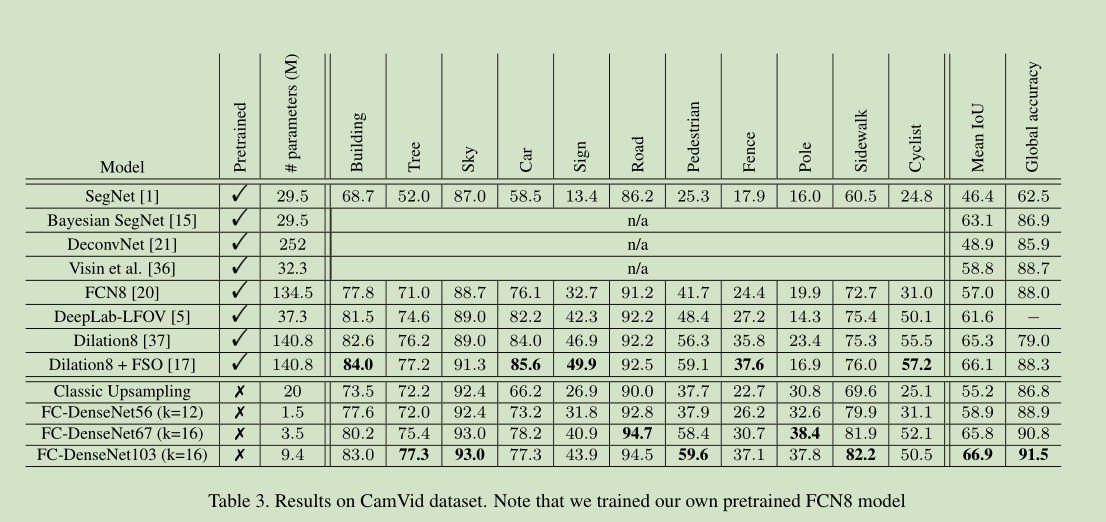 Model Pretrained # parameters (M) Building Tree Sky Car Sign Road Pedestrian Fence Pole Sidewalk Cyclist Mean IoU Global accuracy
SegNet [1] ✓ 29.5 68.7 52.0 87.0 58.5 13.4 86.2 25.3 17.9 16.0 60.5 24.8 46.4 62.5
Bayesian SegNet [15] ✓ 29.5 n/a 63.1 86.9
DeconvNet [21] ✓ 252 n/a 48.9 85.9
Visin et al. [36] ✓ 32.3 n/a 58.8 88.7
FCN8 [20] ✓ 134.5 77.8 71.0 88.7 76.1 32.7 91.2 41.7 24.4 19.9 72.7 31.0 57.0 88.0
DeepLab-LFOV [5] ✓ 37.3 81.5 74.6 89.0 82.2 42.3 92.2 48.4 27.2 14.3 75.4 50.1 61.6 −
Dilation8 [37] ✓ 140.8 82.6 76.2 89.0 84.0 46.9 92.2 56.3 35.8 23.4 75.3 55.5 65.3 79.0
Dilation8 + FSO [17] ✓ 140.8 84.0 77.2 91.3 85.6 49.9 92.5 59.1 37.6 16.9 76.0 57.2 66.1 88.3
Classic Upsampling ✗ 20 73.5 72.2 92.4 66.2 26.9 90.0 37.7 22.7 30.8 69.6 25.1 55.2 86.8
FC-DenseNet56 (k=12) ✗ 1.5 77.6 72.0 92.4 73.2 31.8 92.8 37.9 26.2 32.6 79.9 31.1 58.9 88.9
FC-DenseNet67 (k=16) ✗ 3.5 80.2 75.4 93.0 78.2 40.9 94.7 58.4 30.7 38.4 81.9 52.1 65.8 90.8
FC-DenseNet103 (k=16) ✗ 9.4 83.0 77.3 93.0 77.3 43.9 94.5 59.6 37.1 37.8 82.2 50.5 66.9 91.5
Table 3. Results on CamVid dataset. Note that we trained our own pretrained FCN8 model